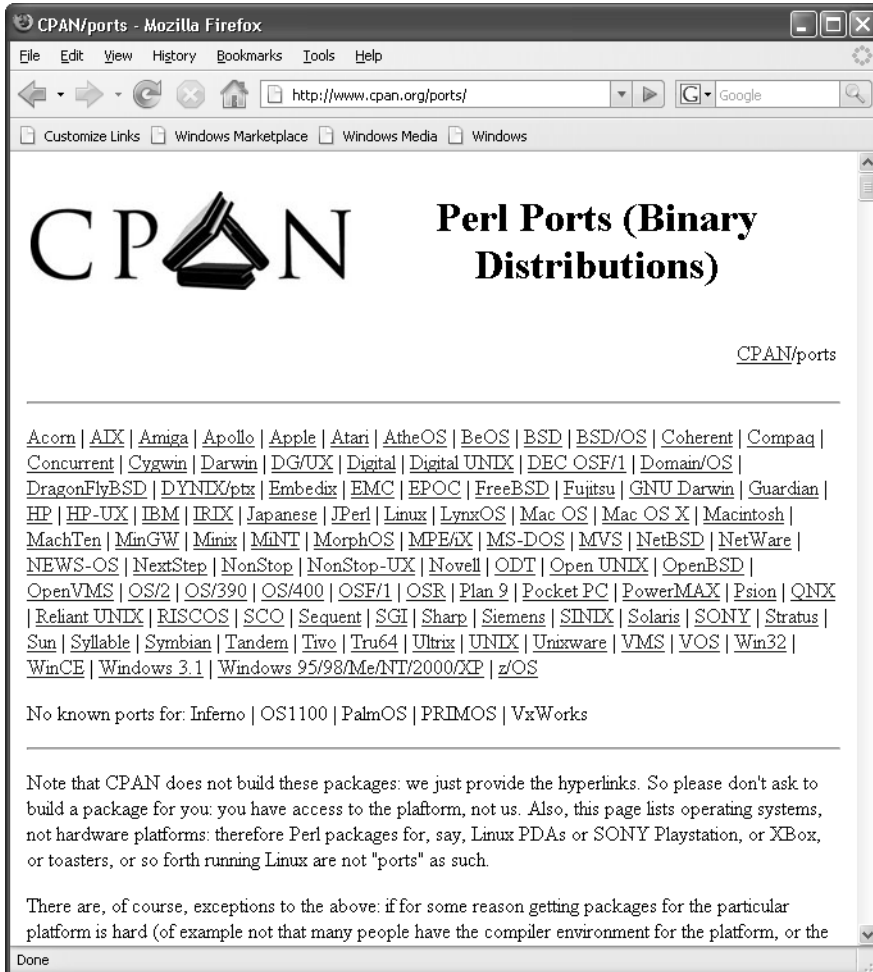 CPAN/ports - Mozilla Firefox
File Edit View History Bookmarks Tools Help
http://www.cpan.org/ports/ G Google
Customize Links Windows Marketplace Windows Media Windows
CPAN
Perl Ports (Binary
Distributions)
CPAN/ports
Acorn | AIX | Amiga | Apollo | Apple | Atari | AtheOS | BeOS | BSD | BSD/OS | Coherent | Compaq |
Concurrent | Cygwin | Darwin | DG/UX | Digital | Digital UNIX | DEC OSF/1 | Domain/OS |
DragonFlyBSD | DYNIX/ptx | Embedix | EMC | EPOC | FreeBSD | Fujitsu | GNU Darwin | Guardian |
HP | HP-UX | IBM | IRIX | Japanese | JPerl | Linux | LynxOS | Mac OS | Mac OS X | Macintosh |
MachTen | MinGW | Minix | MiNT | MorphOS | MPE/iX | MS-DOS | MVS | NetBSD | NetWare |
NEWS-OS | NextStep | NonStop | NonStop-UX | Novell | ODT | Open UNIX | OpenBSD |
OpenVMS | OS/2 | OS/390 | OS/400 | OSF/1 | OSR | Plan 9 | Pocket PC | PowerMAX | Psion | QNX
| Reliant UNIX | RISCOS | SCO | Sequent | SGI | Sharp | Siemens | SINIX | Solaris | SONY | Stratus |
Sun | Syllable | Symbian | Tandem | Tivo | Tru64 | Ultrix | UNIX | Unixware | VMS | VOS | Win32 |
WinCE | Windows 3.1 | Windows 95/98/Me/NT/2000/XP | z/OS
No known ports for: Inferno | OS1100 | PalmOS | PRIMOS | VxWorks
Note that CPAN does not build these packages: we just provide the hyperlinks. So please don't ask to
build a package for you: you have access to the plaftorm, not us. Also, this page lists operating systems,
not hardware platforms: therefore Perl packages for, say, Linux PDAs or SONY Playstation, or XBox,
or toasters, or so forth running Linux are not "ports" as such.
There are, of course, exceptions to the above: if for some reason getting packages for the particular
platform is hard (of example not that many people have the compiler environment for the platform, or the
Done